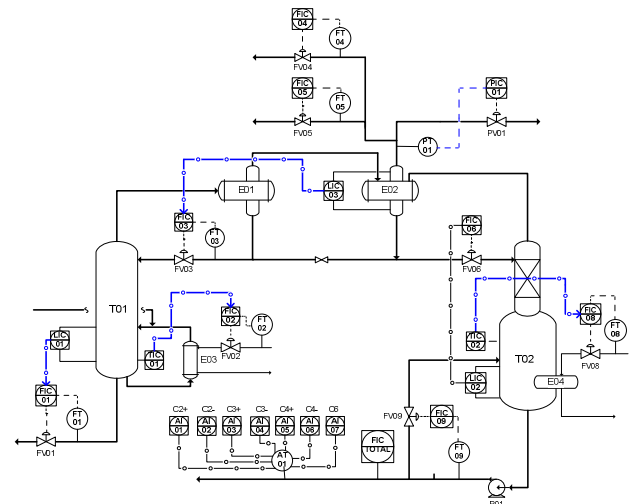 FIC
04
FT
04
FV04
FIC
05
FT
05
FV05
PIC
01
PT
01
PV01
E01
LIC
03
E02
FIC
03
FT
03
FV03
FIC
06
FV06
T01
LIC
01
TIC
01
FIC
02
FT
02
FV02
E03
TIC
02
FIC
08
FT
08
FV08
T02
E04
LIC
02
FIC
01
FT
01
FV01
C2+
C2-
C3+
C3-
C4+
C4-
C6
AI
01
AI
02
AI
03
AI
04
AI
05
AI
06
AI
07
AT
01
FIC
TOTAL
FV09
FIC
09
FT
09